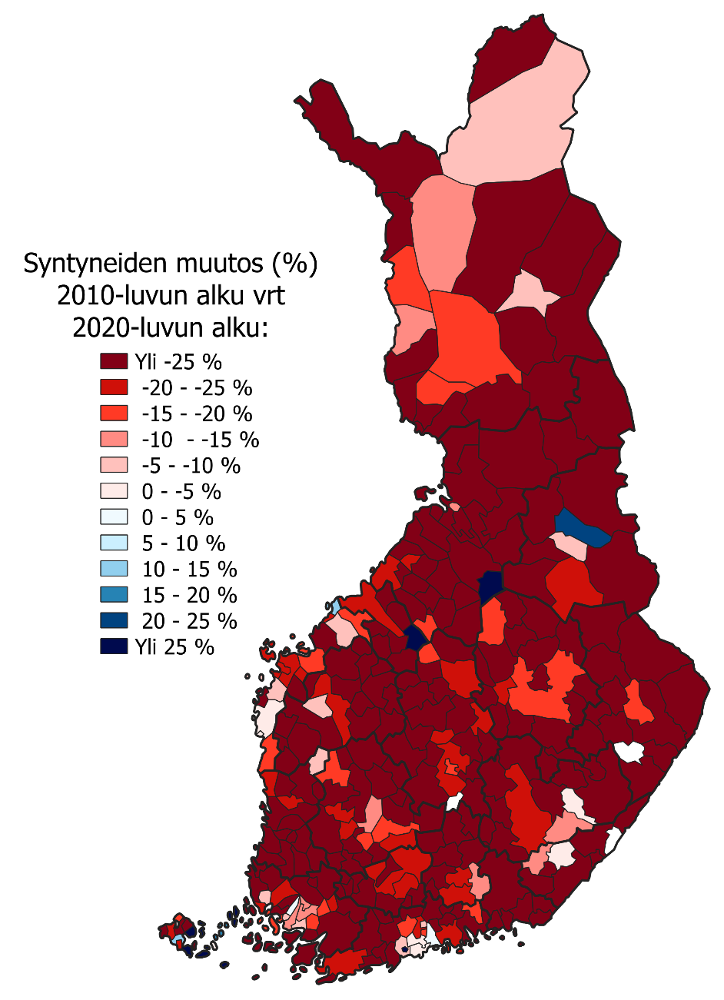 Syntyneiden muutos (%)
2010-luvun alku vrt
2020-luvun alku:
Yli -25 %
-20 - -25 %
-15 - -20 %
-10  - -15 %
-5 - -10 %
0 - -5 %
0 - 5 %
5 - 10 %
10 - 15 %
15 - 20 %
20 - 25 %
Yli 25 %